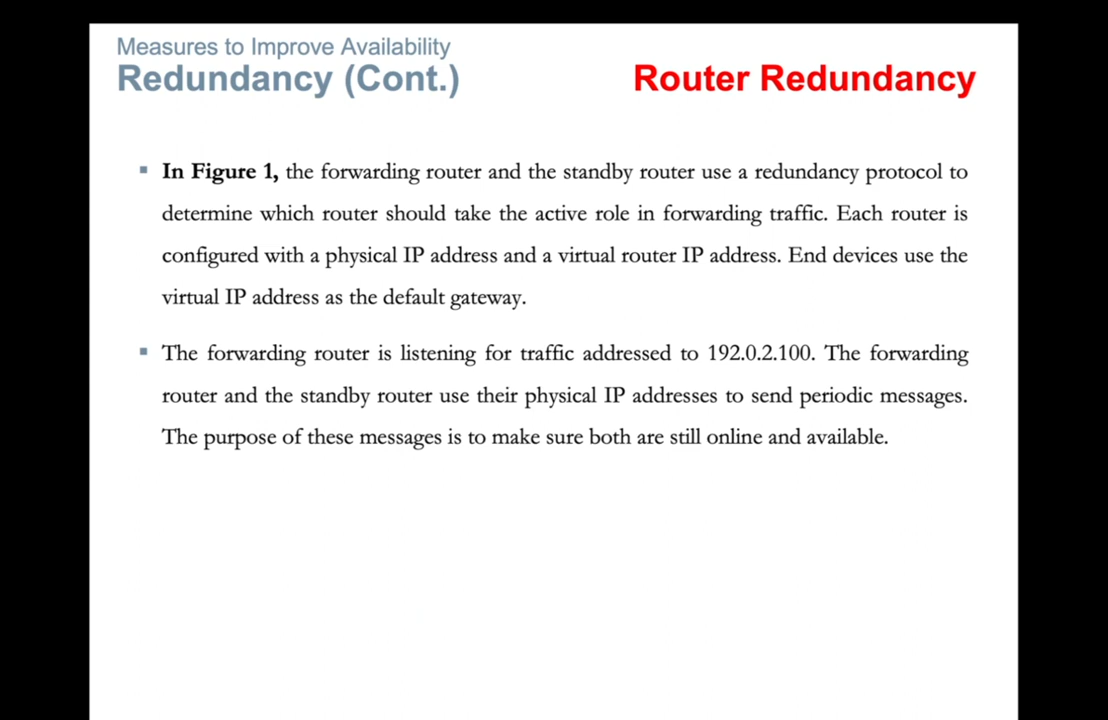 Measures to Improve Availability
Redundancy (Cont.)
Router Redundancy
▪ In Figure 1, the forwarding router and the standby router use a redundancy protocol to
determine which router should take the active role in forwarding traffic. Each router is
configured with a physical IP address and a virtual router IP address. End devices use the
virtual IP address as the default gateway.
▪ The forwarding router is listening for traffic addressed to 192.0.2.100. The forwarding
router and the standby router use their physical IP addresses to send periodic messages.
The purpose of these messages is to make sure both are still online and available.